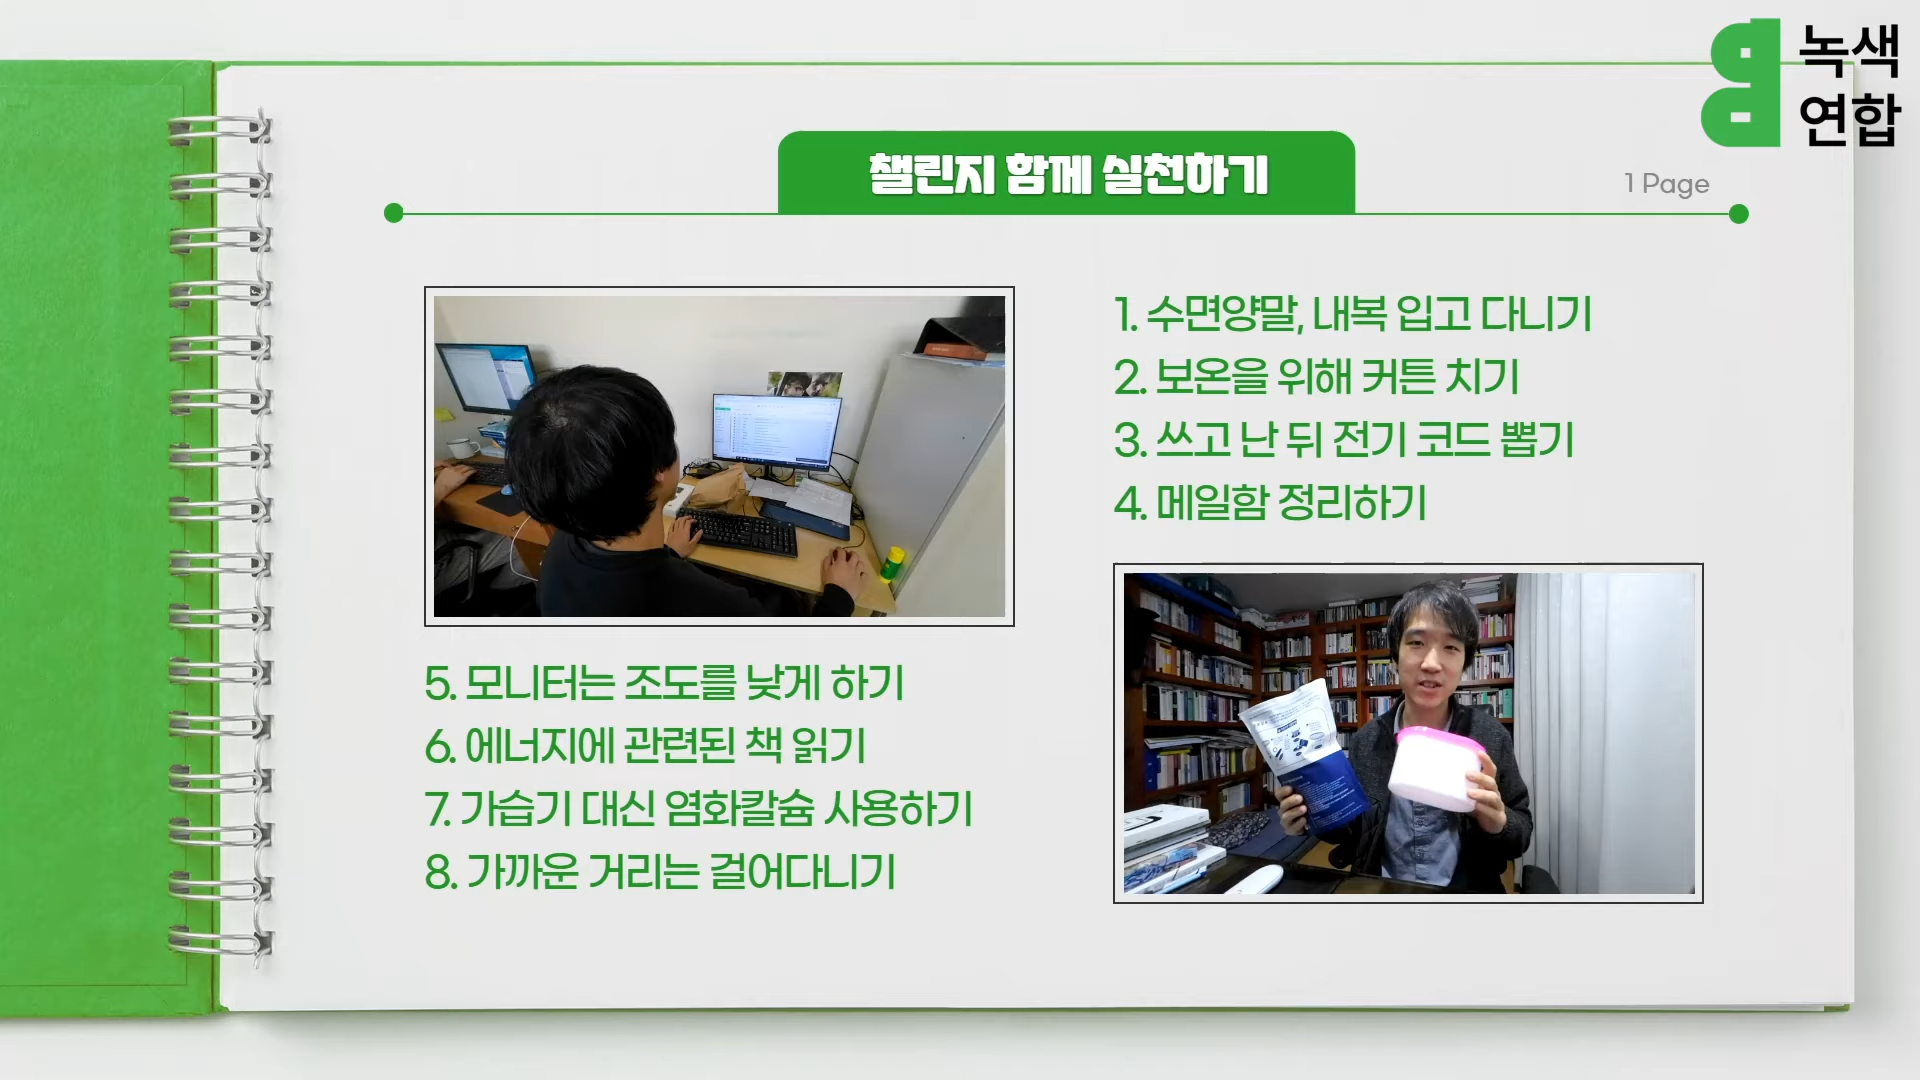 녹색
연합
챌린지 함께 실천하기
1 Page
1. 수면양말, 내복 입고 다니기
2. 보온을 위해 커튼 치기
3. 쓰고 난 뒤 전기 코드 뽑기
4. 메일함 정리하기
5. 모니터는 조도를 낮게 하기
6. 에너지에 관련된 책 읽기
7. 가습기 대신 염화칼슘 사용하기
8. 가까운 거리는 걸어다니기